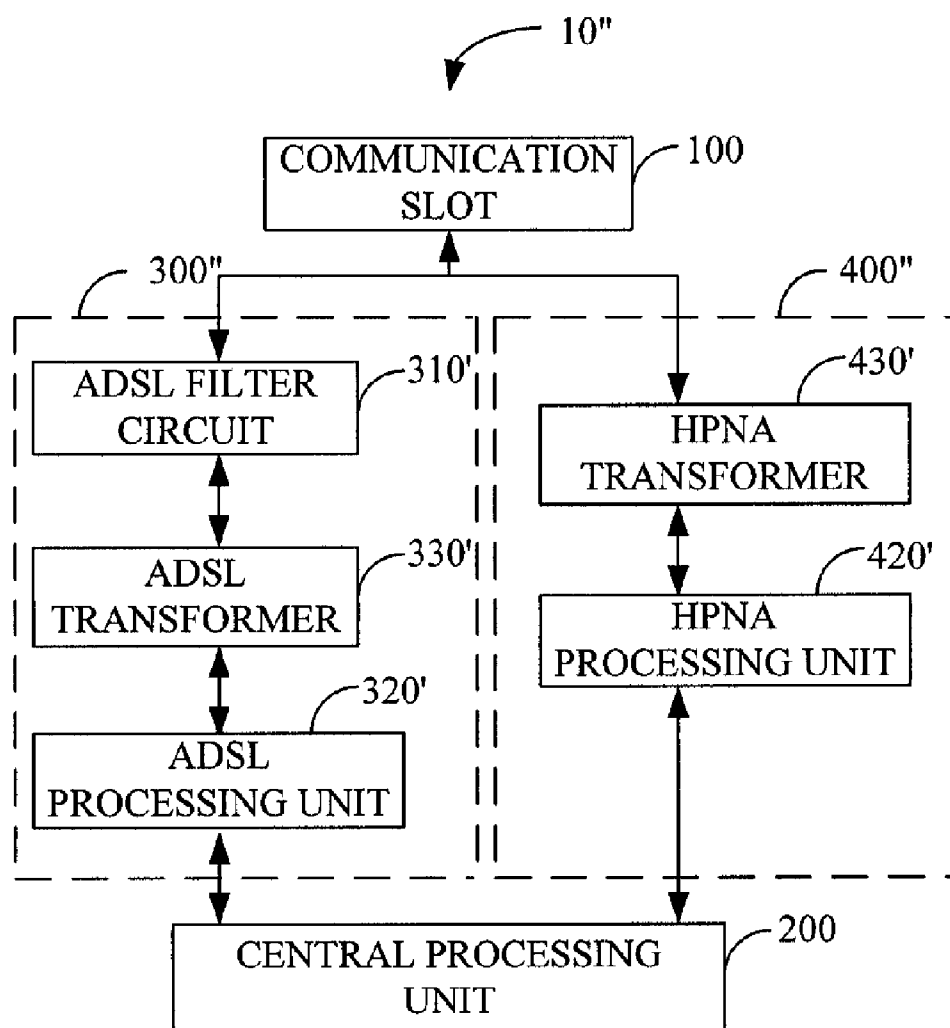 10"
COMMUNICATION
SLOT
100
300"
400"
ADSL FILTER
CIRCUIT
310'
430'
HPNA
TRANSFORMER
ADSL
TRANSFORMER
330'
420'
HPNA
PROCESSING UNIT
320'
ADSL
PROCESSING UNIT
200
CENTRAL PROCESSING
UNIT